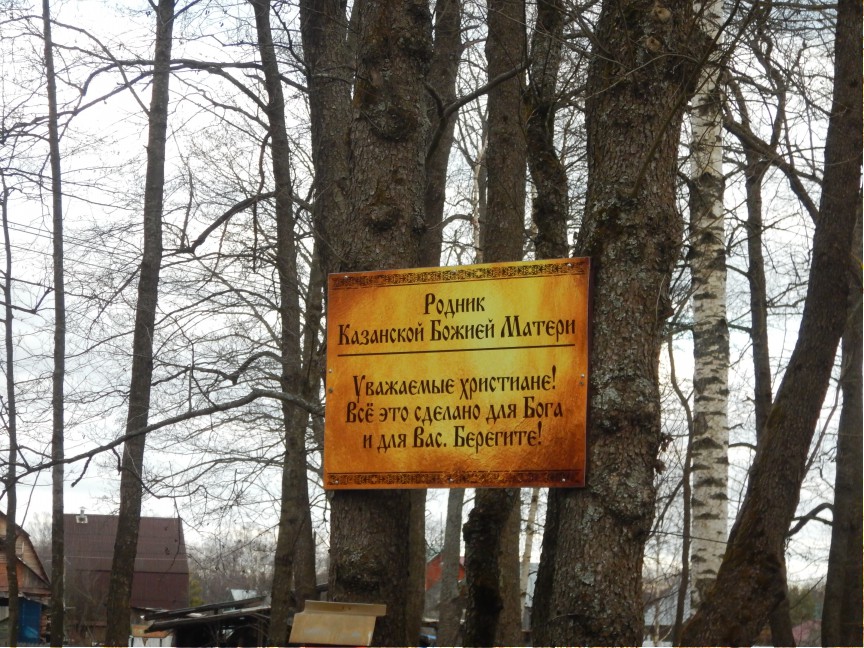 Родник
Казанской Божией Матери
Уважаемые христиане!
Всё это сделано для Бога
и для Вас. Берегите!